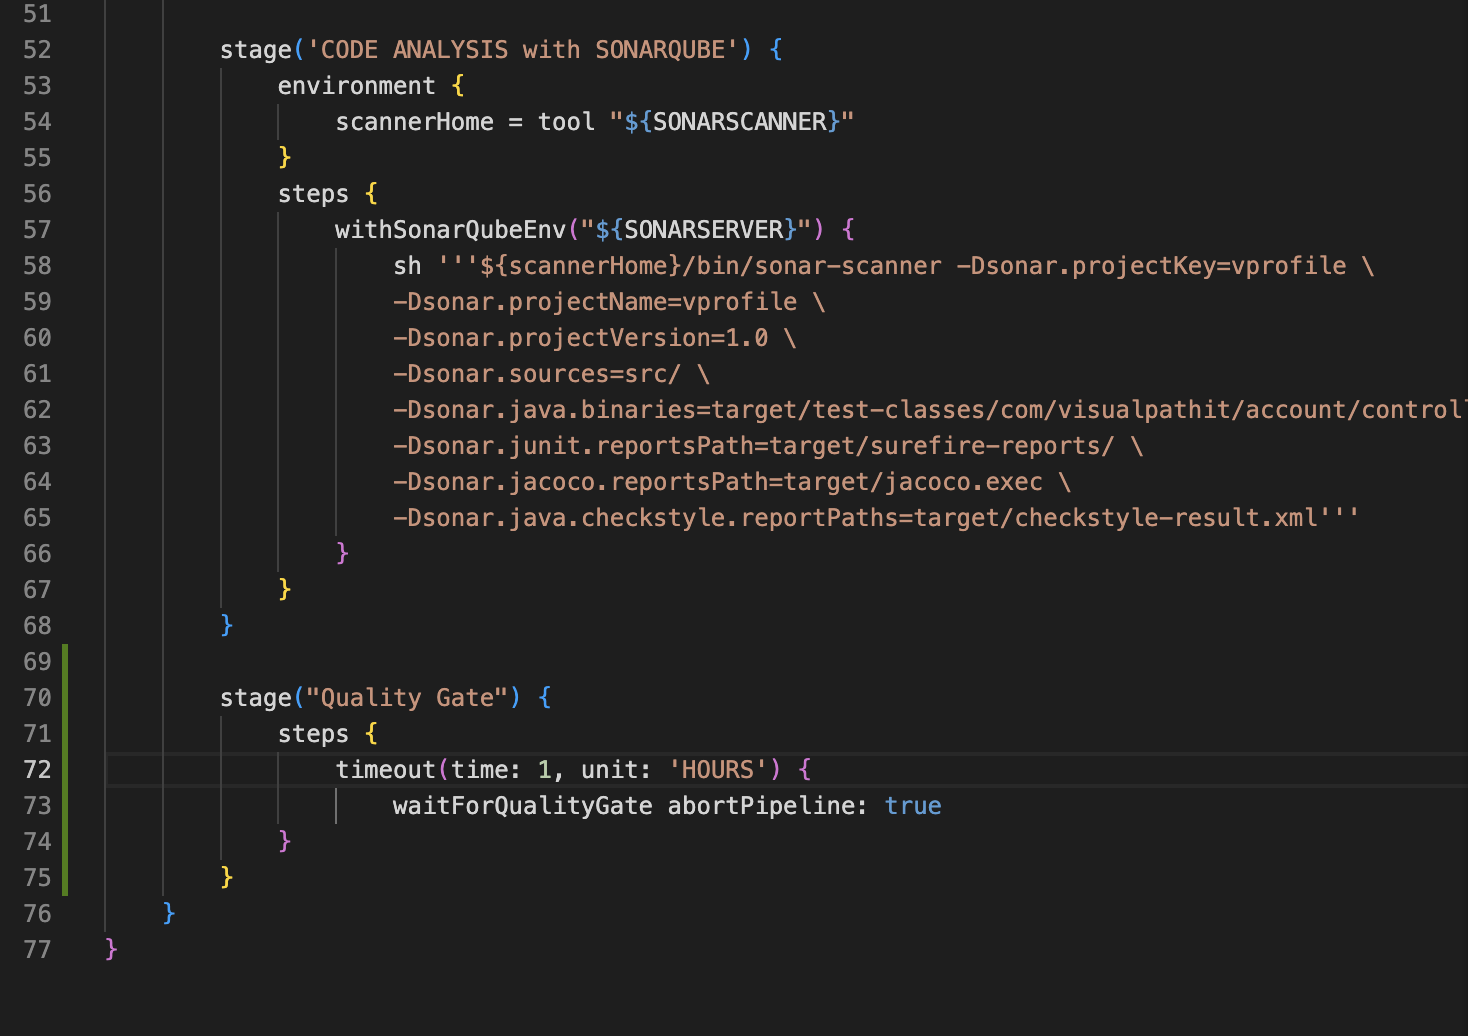 51
52 stage('CODE ANALYSIS with SONARQUBE') {
53 environment {
54 scannerHome = tool "${SONARSCANNER}"
55 }
56 steps {
57 withSonarQubeEnv("${SONARSERVER}") {
58 sh '''${scannerHome}/bin/sonar-scanner -Dsonar.projectKey=vprofile \
59 -Dsonar.projectName=vprofile \
60 -Dsonar.projectVersion=1.0 \
61 -Dsonar.sources=src/ \
62 -Dsonar.java.binaries=target/test-classes/com/visualpathit/account/control
63 -Dsonar.junit.reportsPath=target/surefire-reports/ \
64 -Dsonar.jacoco.reportsPath=target/jacoco.exec \
65 -Dsonar.java.checkstyle.reportPaths=target/checkstyle-result.xml'''
66 }
67 }
68 }
69
70 stage("Quality Gate") {
71 steps {
72 timeout(time: 1, unit: 'HOURS') {
73 waitForQualityGate abortPipeline: true
74 }
75 }
76 }
77 }